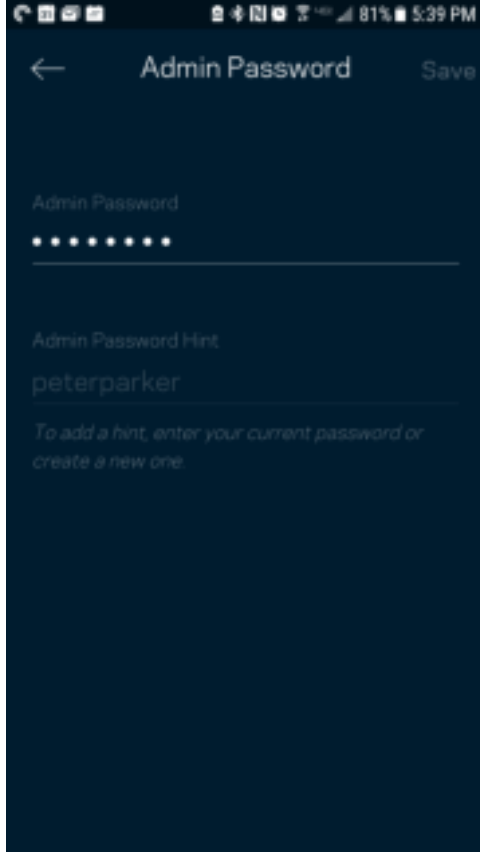 81% 5:39 PM
Admin Password Save
Admin Password
••••••••
Admin Password Hint
peterparker
To add a hint, enter your current password or
create a new one.